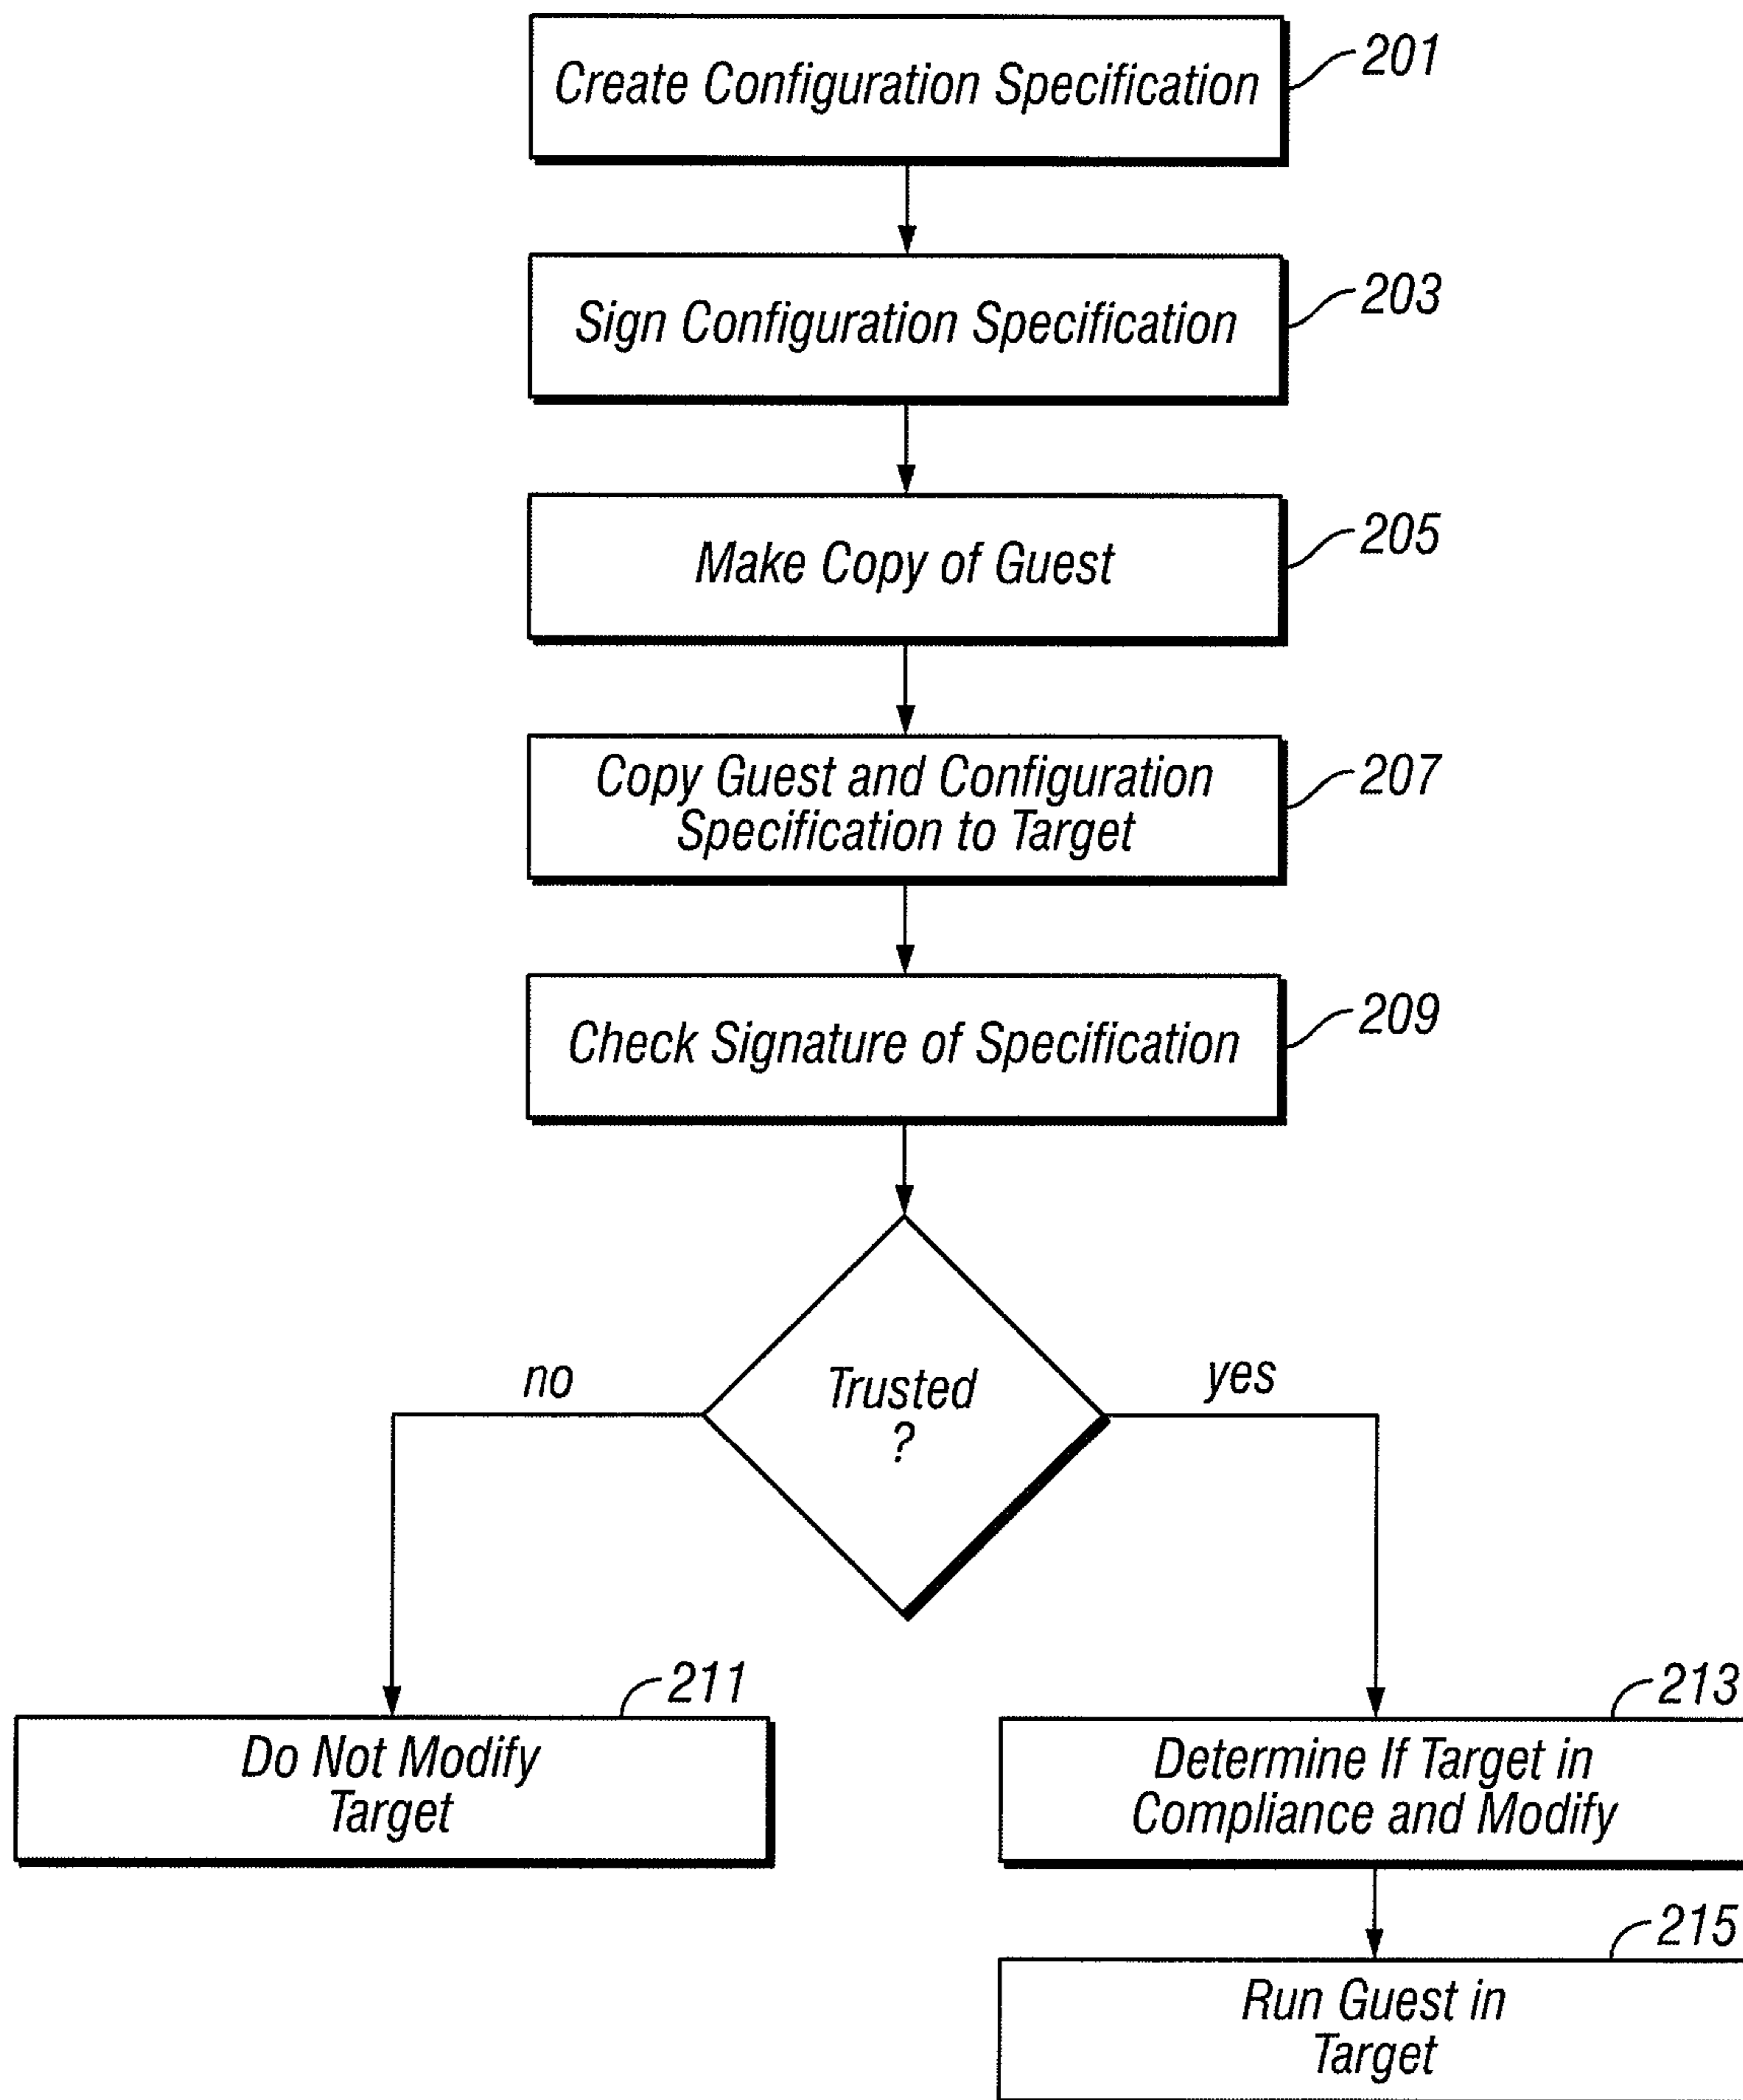 Create Configuration Specification
201
Sign Configuration Specification
203
Make Copy of Guest
205
Copy Guest and Configuration
Specification to Target
207
Check Signature of Specification
209
Trusted
?
no
yes
211
Do Not Modify
Target
213
Determine If Target in
Compliance and Modify
215
Run Guest in
Target